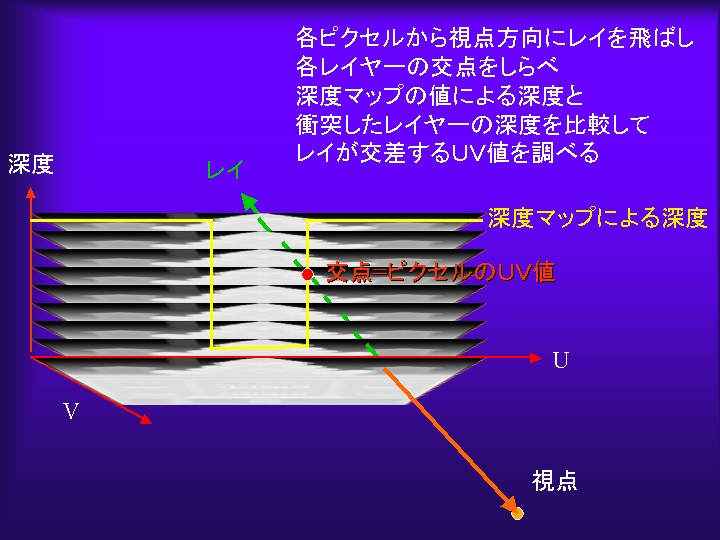 各ピクセルから視点方向にレイを飛ばし
各レイヤーの交点をしらべ
深度マップの値による深度と
衝突したレイヤーの深度を比較して
レイが交差するUV値を調べる
深度
レイ
深度マップによる深度
交点=ピクセルのUV値
U
V
視点